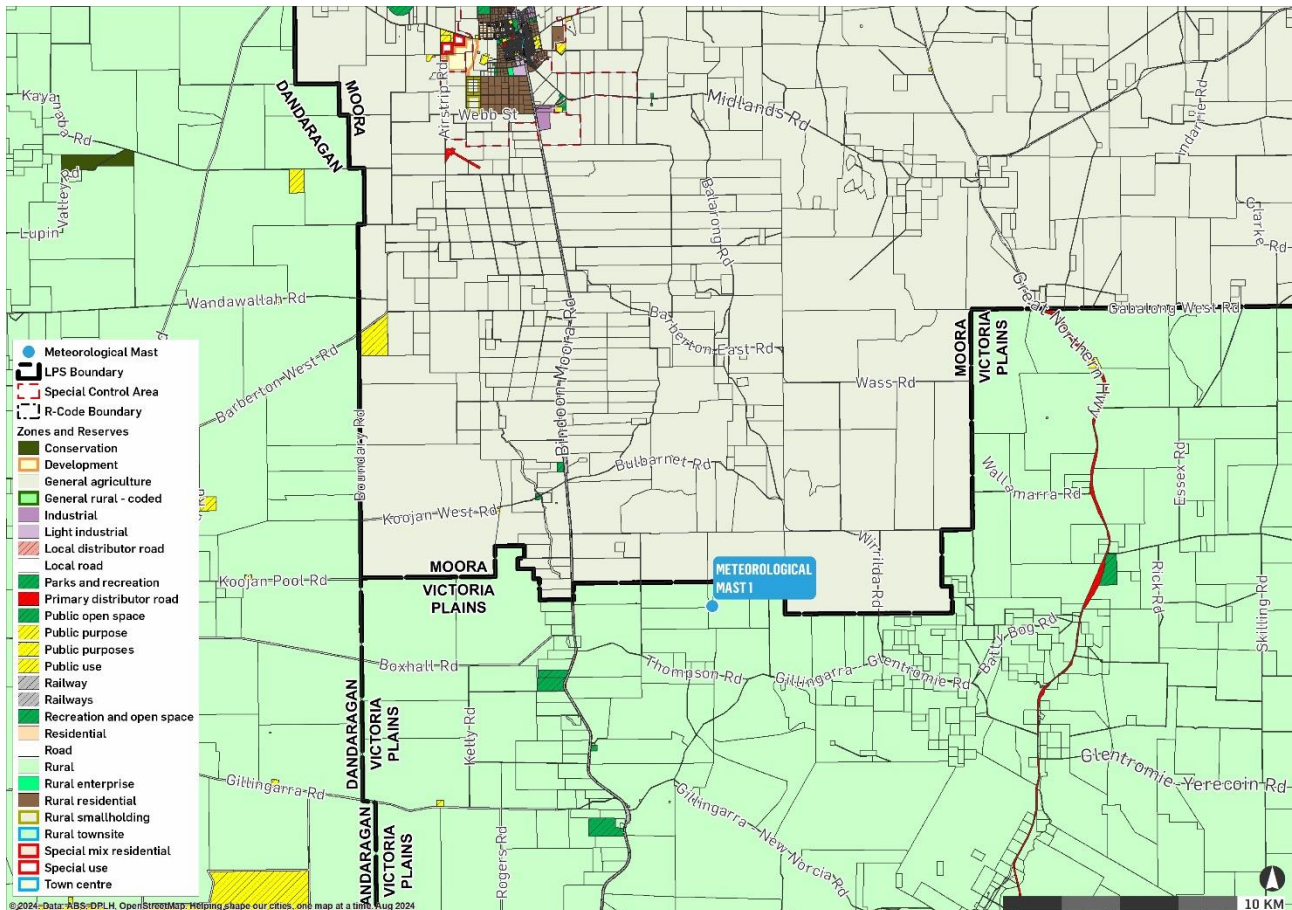 MOORA
DANDARAGAN
Kayanaba Rd
Lupin Valley Rd
Airstrip Rd
Webb St
Midlands Rd
Indarrie Rd
Clarke Rd
Batarong Rd
Wandawallah Rd
Great Northern Hwy
Gabalong West Rd
MOORA
VICTORIA
PLAINS
Barberton West Rd
Bindoon-Moora Rd
Barberton East Rd
Wass Rd
Boundary Rd
Bulbarnet Rd
Wallamarra Rd
Essex Rd
Koojan West Rd
Wirrilda Rd
MOORA
VICTORIA
PLAINS
Koojan Pool Rd
METEOROLOGICAL
MAST 1
Rick Rd
Skilling Rd
Batty Bog Rd
Boxhall Rd
Thompson Rd
Gillingarra - Glentromie Rd
DANDARAGAN
VICTORIA
PLAINS
Kelly Rd
Glentromie-Yerecoin Rd
Gillingarra Rd
Gillingarra - New Norcia Rd
Rogers Rd
ANDARAGAN
VICTORIA
PLAINS
Meteorological Mast
LPS Boundary
Special Control Area
R-Code Boundary
Zones and Reserves
Conservation
Development
General agriculture
General rural - coded
Industrial
Light industrial
Local distributor road
Local road
Parks and recreation
Primary distributor road
Public open space
Public purpose
Public purposes
Public use
Railway
Railways
Recreation and open space
Residential
Road
Rural
Rural enterprise
Rural residential
Rural smallholding
Rural townsite
Special mix residential
Special use
Town centre
©2024. Data: ABS, DPLH, OpenStreetMap. Helping shape our cities, one map at a time. Aug 2024
10 KM